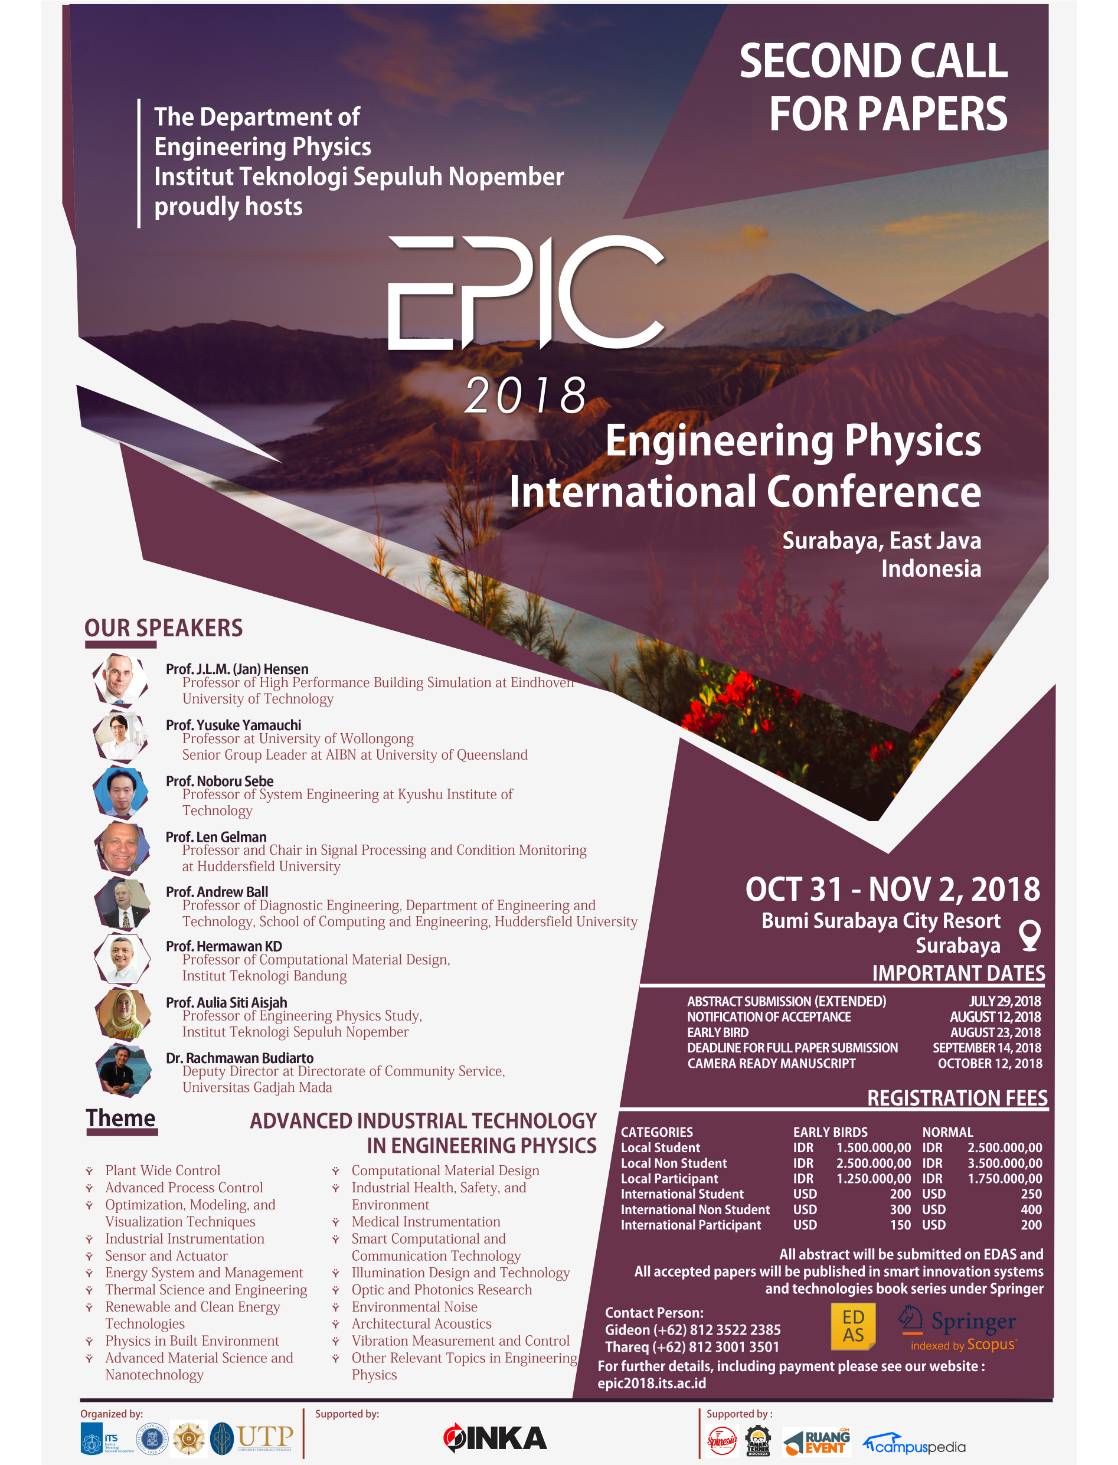 SECOND CALL
FOR PAPERS
The Department of
Engineering Physics
Institut Teknologi Sepuluh Nopember
proudly hosts
EPIC
2018
Engineering Physics
International Conference
Surabaya, East Java
Indonesia
OUR SPEAKERS
Prof. J.L.M. (Jan) Hensen
Professor of High Performance Building Simulation at Eindhoven
University of Technology
Prof. Yusuke Yamauchi
Professor at University of Wollongong
Senior Group Leader at AIBN at University of Queensland
Prof. Noboru Sebe
Professor of System Engineering at Kyushu Institute of
Technology
Prof. Len Gelman
Professor and Chair in Signal Processing and Condition Monitoring
at Huddersfield University
Prof. Andrew Ball
Professor of Diagnostic Engineering, Department of Engineering and
Technology, School of Computing and Engineering, Huddersfield University
Prof. Hermawan KD
Professor of Computational Material Design,
Institut Teknologi Bandung
Prof. Aulia Siti Aisjah
Professor of Engineering Physics Study,
Institut Teknologi Sepuluh Nopember
Dr. Rachmawan Budiarto
Deputy Director at Directorate of Community Service,
Universitas Gadjah Mada
Theme
ADVANCED INDUSTRIAL TECHNOLOGY
IN ENGINEERING PHYSICS
Plant Wide Control
Advanced Process Control
Optimization, Modeling, and
Visualization Techniques
Industrial Instrumentation
Sensor and Actuator
Energy System and Management
Thermal Science and Engineering
Renewable and Clean Energy
Technologies
Physics in Built Environment
Advanced Material Science and
Nanotechnology
Computational Material Design
Industrial Health, Safety, and
Environment
Medical Instrumentation
Smart Computational and
Communication Technology
Illumination Design and Technology
Optic and Photonics Research
Environmental Noise
Architectural Acoustics
Vibration Measurement and Control
Other Relevant Topics in Engineering
Physics
OCT 31 - NOV 2, 2018
Bumi Surabaya City Resort
Surabaya
IMPORTANT DATES
ABSTRACT SUBMISSION (EXTENDED) JULY 29, 2018
NOTIFICATION OF ACCEPTANCE AUGUST 12, 2018
EARLY BIRD AUGUST 23, 2018
DEADLINE FOR FULL PAPER SUBMISSION SEPTEMBER 14, 2018
CAMERA READY MANUSCRIPT OCTOBER 12, 2018
REGISTRATION FEES
CATEGORIES EARLY BIRDS NORMAL
Local Student IDR 1.500.000,00 IDR 2.500.000,00
Local Non Student IDR 2.500.000,00 IDR 3.500.000,00
Local Participant IDR 1.250.000,00 IDR 1.750.000,00
International Student USD 200 USD 250
International Non Student USD 300 USD 400
International Participant USD 150 USD 200
All abstract will be submitted on EDAS and
All accepted papers will be published in smart innovation systems
and technologies book series under Springer
Contact Person:
Gideon (+62) 812 3522 2385
Thareq (+62) 812 3001 3501
ED
AS
Springer
indexed by Scopus
For further details, including payment please see our website :
epic2018.its.ac.id
Organized by:
ITS
UTP
Supported by:
INKA
Supported by :
RUANG
EVENT
campuspedia